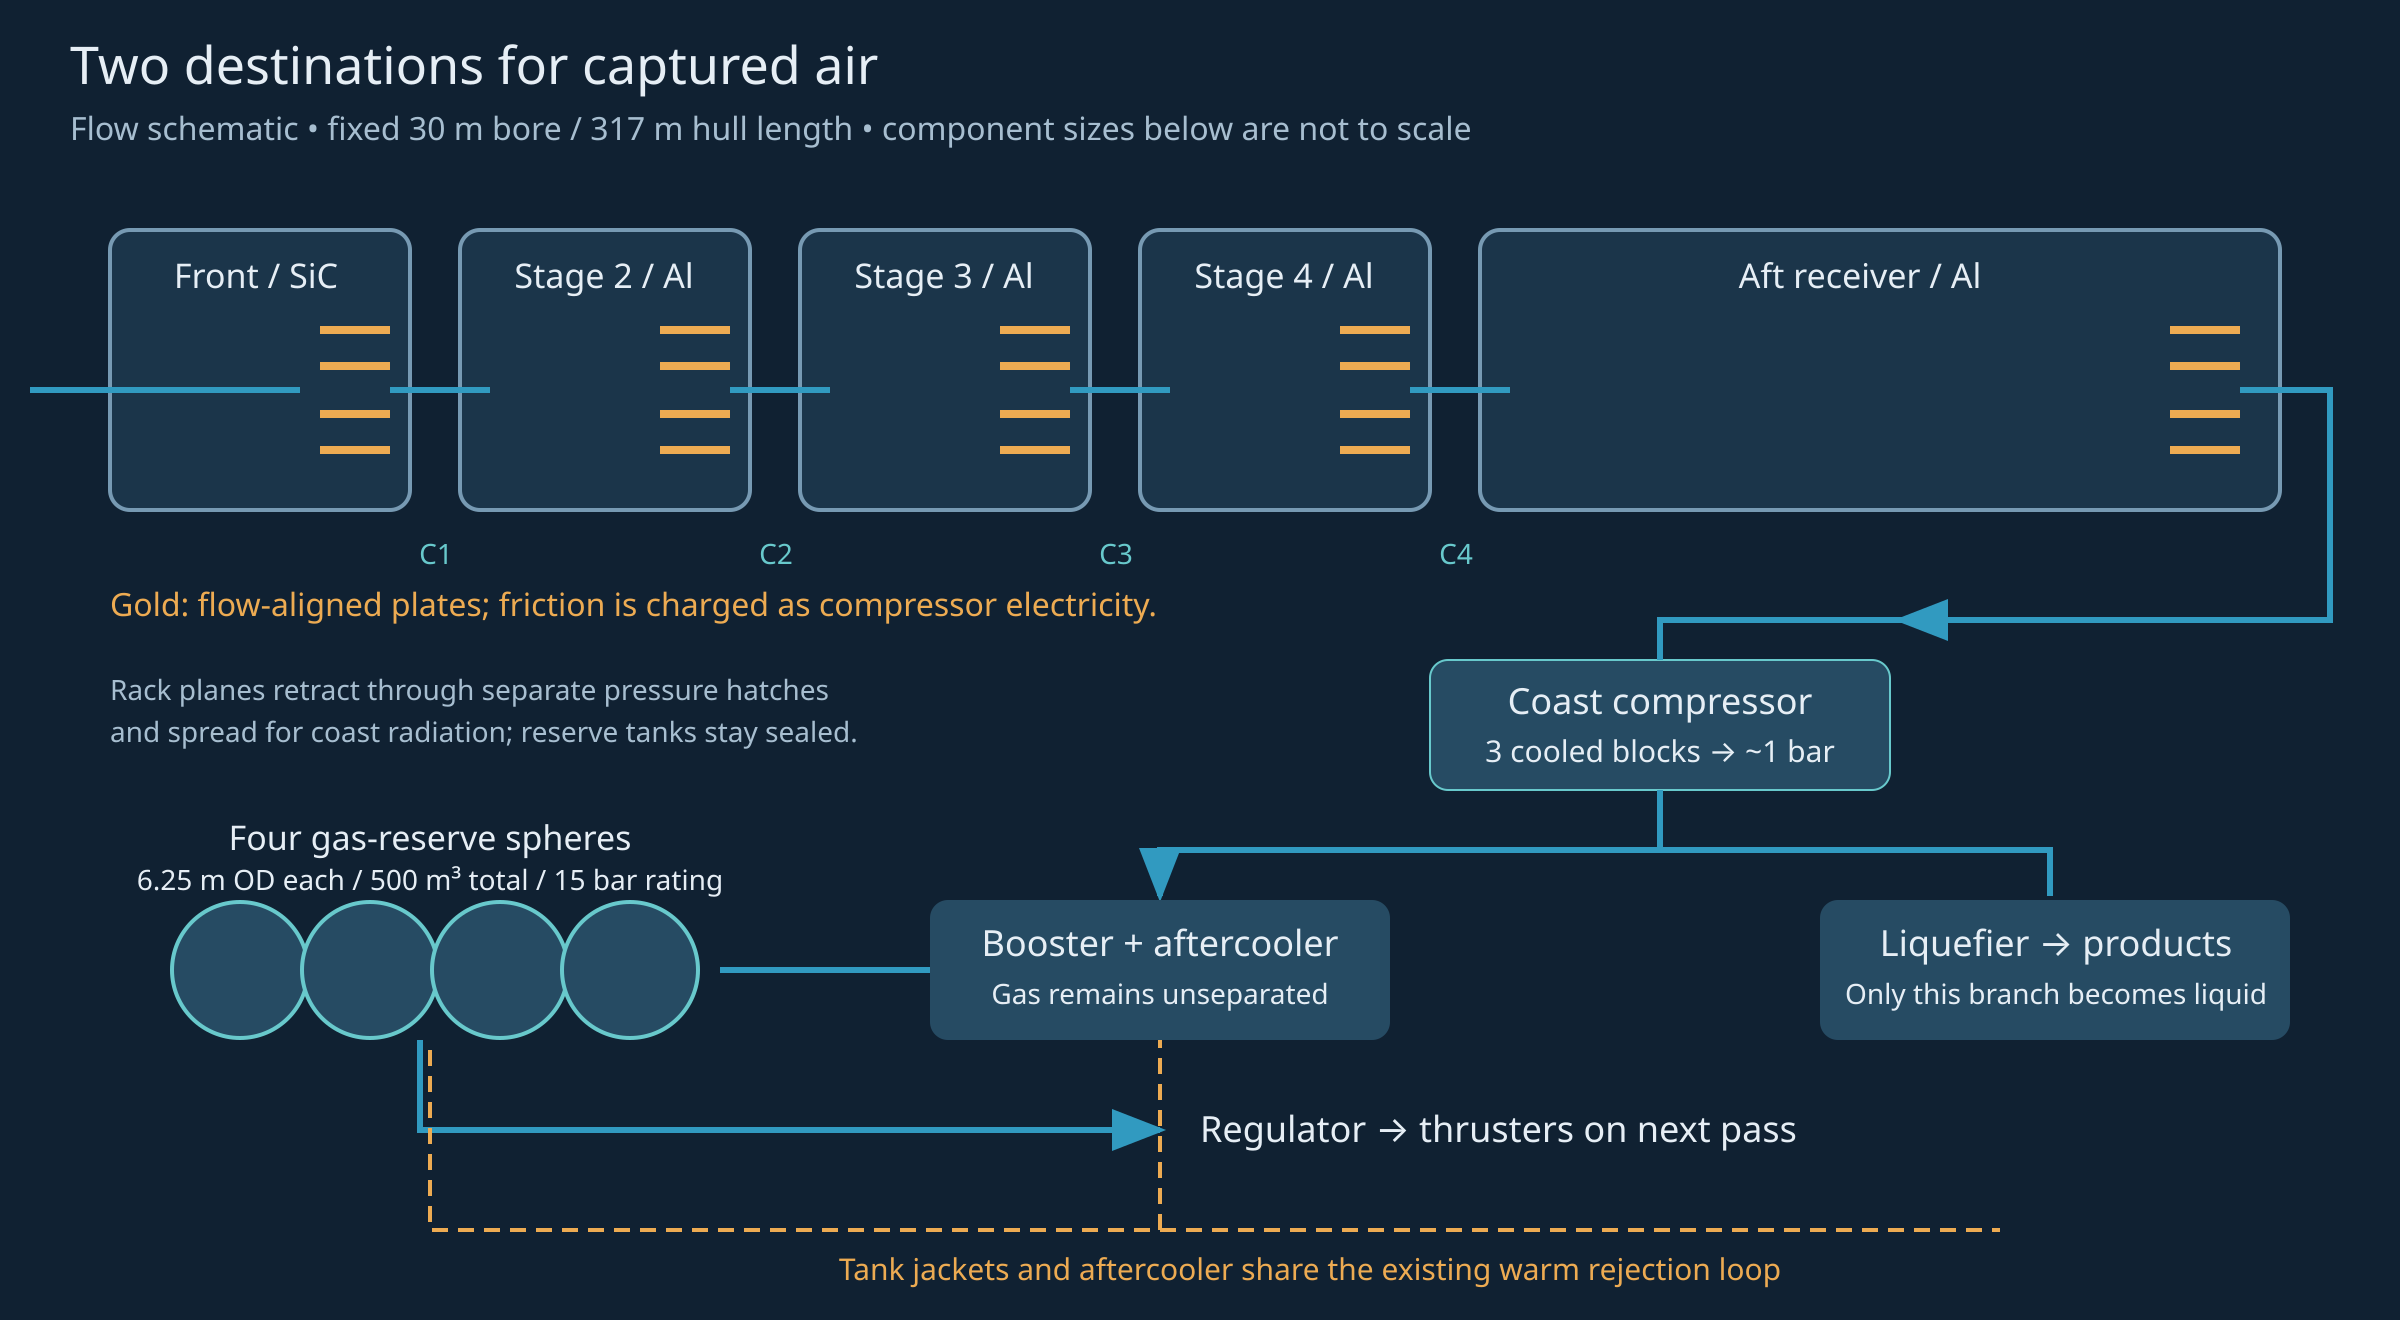 Two destinations for captured air
Flow schematic • fixed 30 m bore / 317 m hull length • component sizes below are not to scale
Front / SiC
Stage 2 / Al
Stage 3 / Al
Stage 4 / Al
Aft receiver / Al
C1
C2
C3
C4
Gold: flow-aligned plates; friction is charged as compressor electricity.
Rack planes retract through separate pressure hatches
and spread for coast radiation; reserve tanks stay sealed.
Coast compressor
3 cooled blocks → ~1 bar
Four gas-reserve spheres
6.25 m OD each / 500 m³ total / 15 bar rating
Booster + aftercooler
Gas remains unseparated
Liquefier → products
Only this branch becomes liquid
Regulator → thrusters on next pass
Tank jackets and aftercooler share the existing warm rejection loop